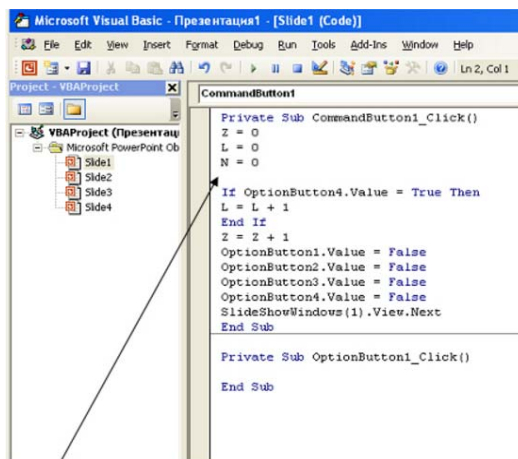 Microsoft Visual Basic - Презентация1 - [Slide1 (Code)]
File Edit View Insert Format Debug Run Tools Add-Ins Window Help
Ln 2, Col 1
Project - VBAProject
CommandButton1
VBAProject (Презентац
Microsoft PowerPoint Ob
Slide1
Slide2
Slide3
Slide4
Private Sub CommandButton1_Click()
Z = 0
L = 0
N = 0
If OptionButton4.Value = True Then
L = L + 1
End If
Z = Z + 1
OptionButton1.Value = False
OptionButton2.Value = False
OptionButton3.Value = False
OptionButton4.Value = False
SlideShowWindows(1).View.Next
End Sub
Private Sub OptionButton1_Click()
End Sub